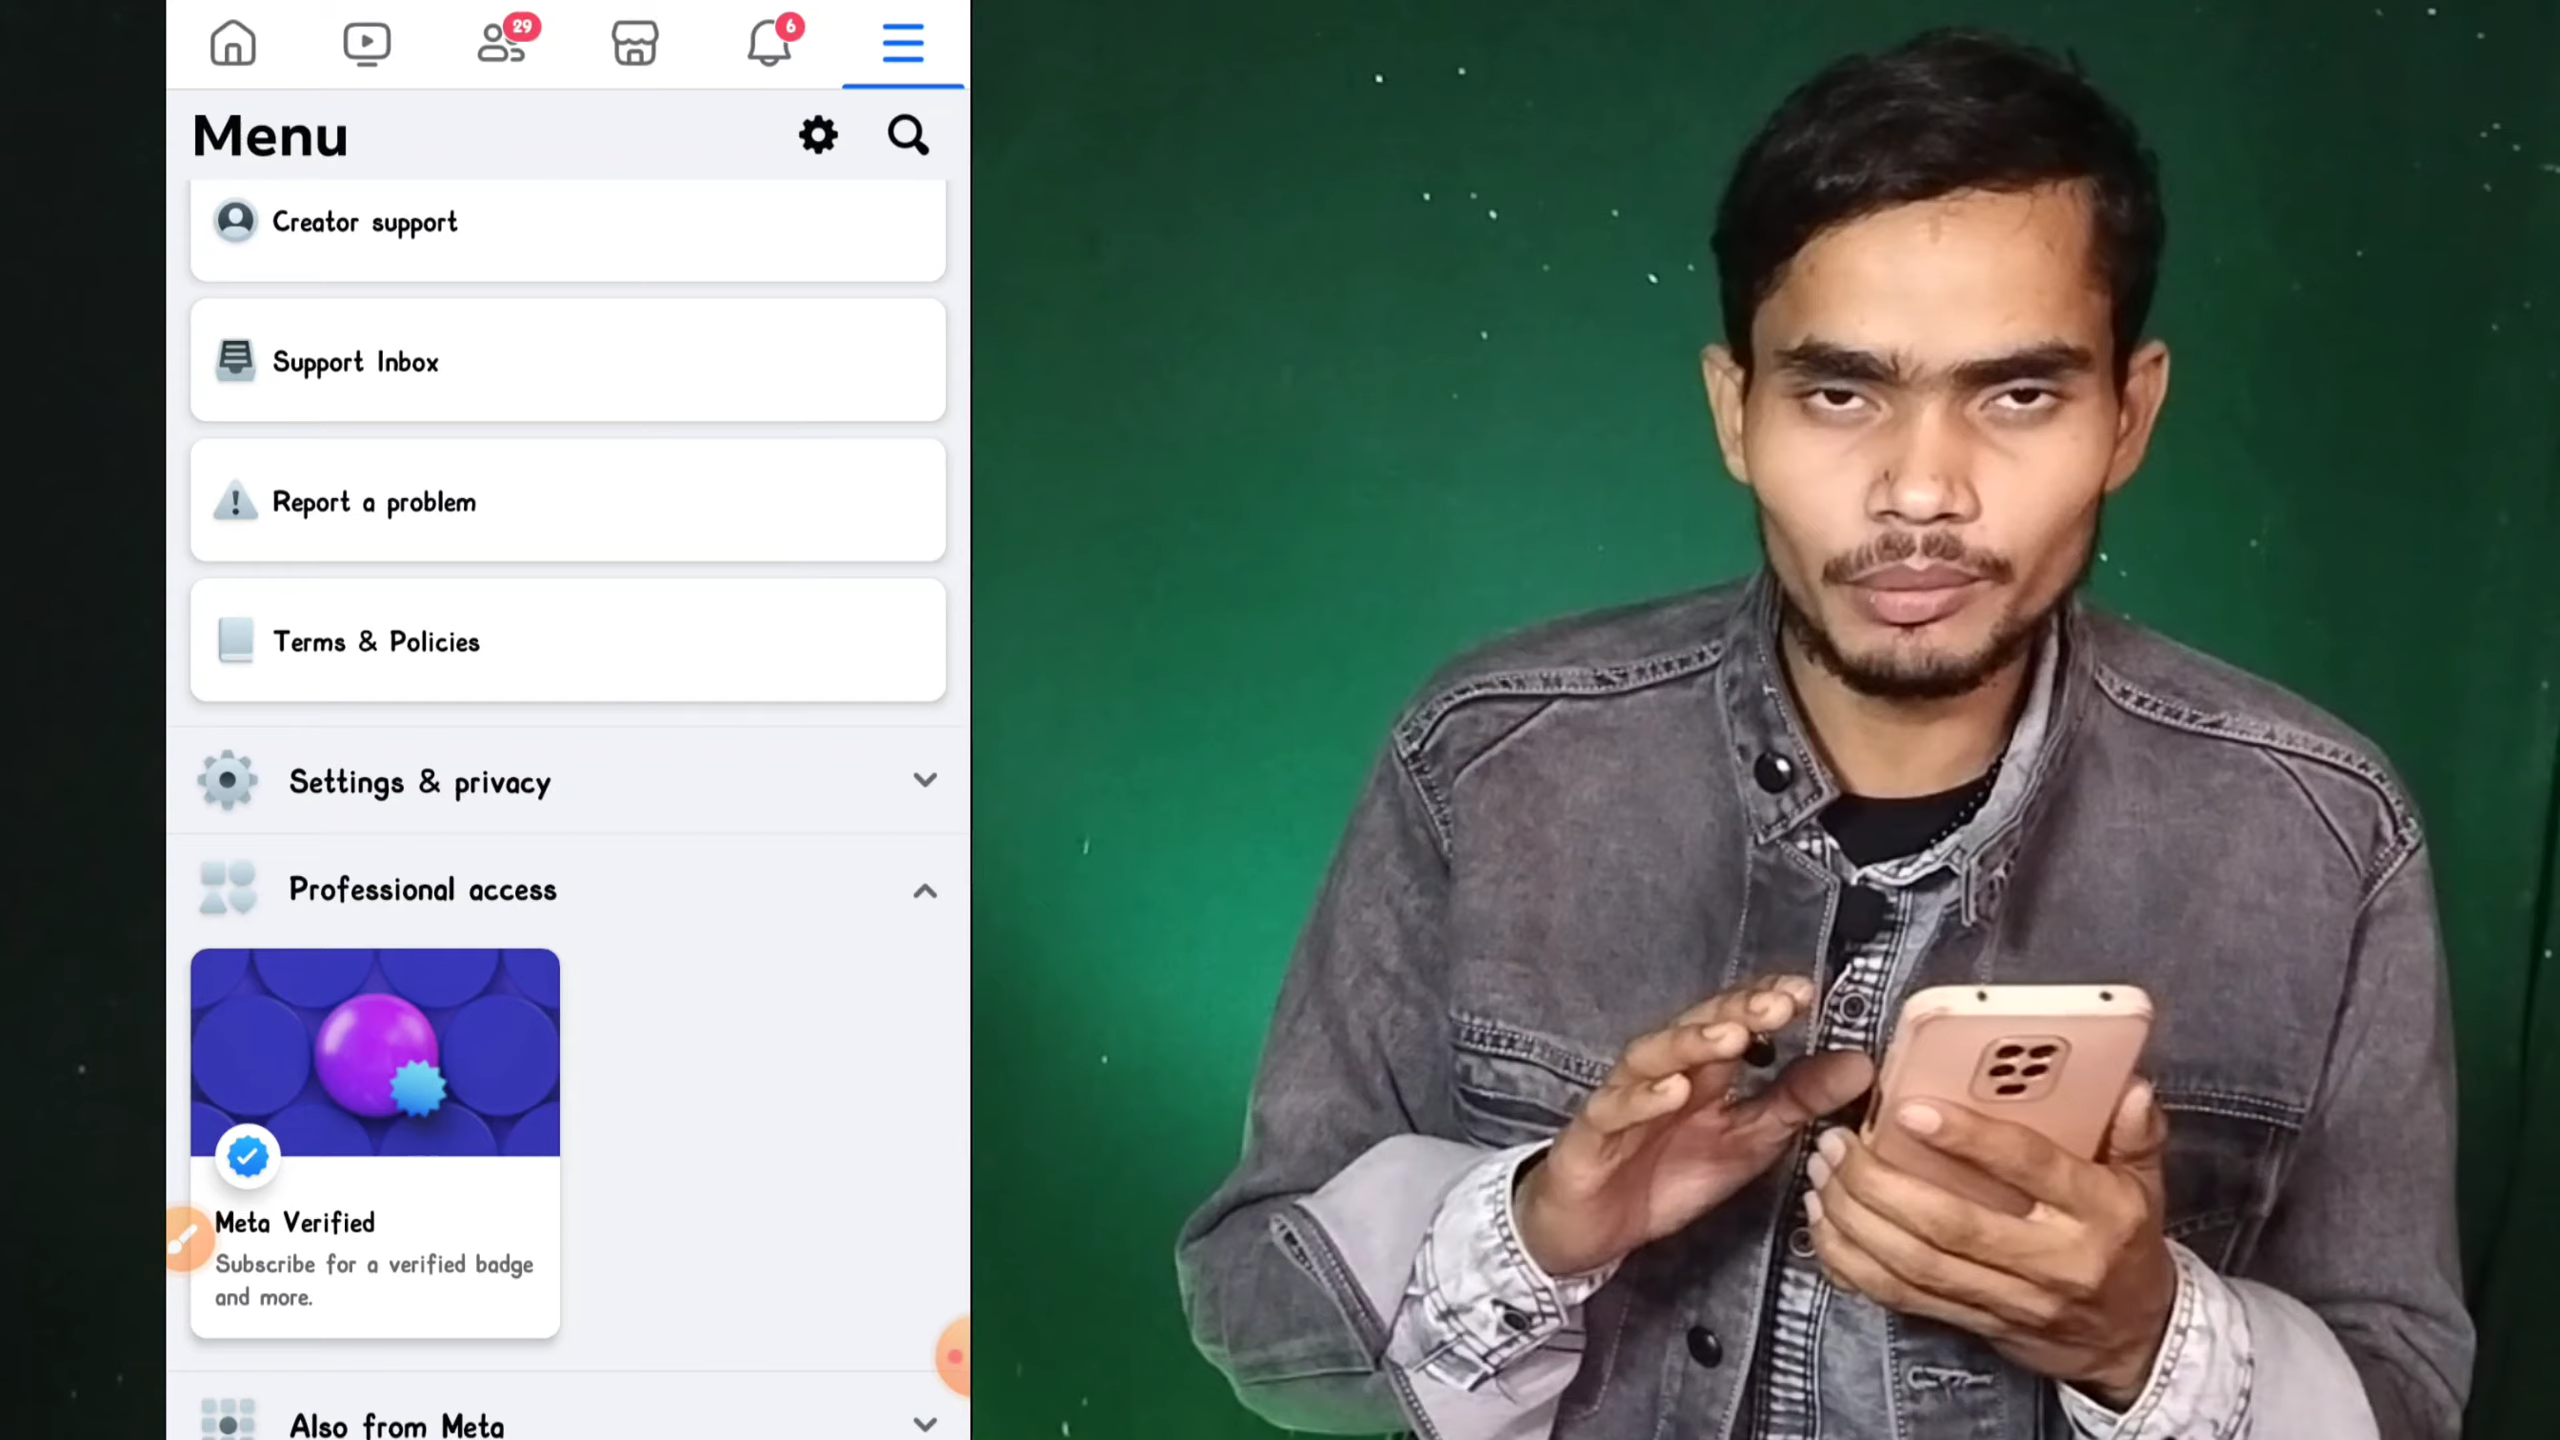 29
6
Menu
Creator support
Support Inbox
Report a problem
Terms & Policies
Settings & privacy
Professional access
Meta Verified
Subscribe for a verified badge
and more.
Also from Meta